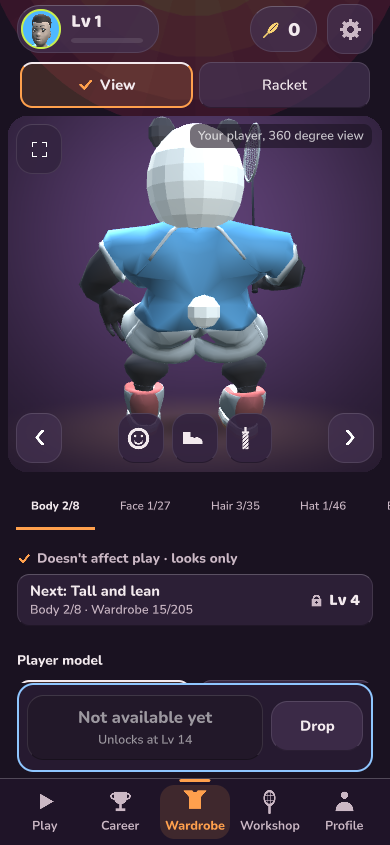 Lv 1
0
View
Racket
Your player, 360 degree view
Body 2/8
Face 1/27
Hair 3/35
Hat 1/46
Doesn't affect play · looks only
Next: Tall and lean
Body 2/8 · Wardrobe 15/205
Lv 4
Player model
Not available yet
Unlocks at Lv 14
Drop
Play
Career
Wardrobe
Workshop
Profile